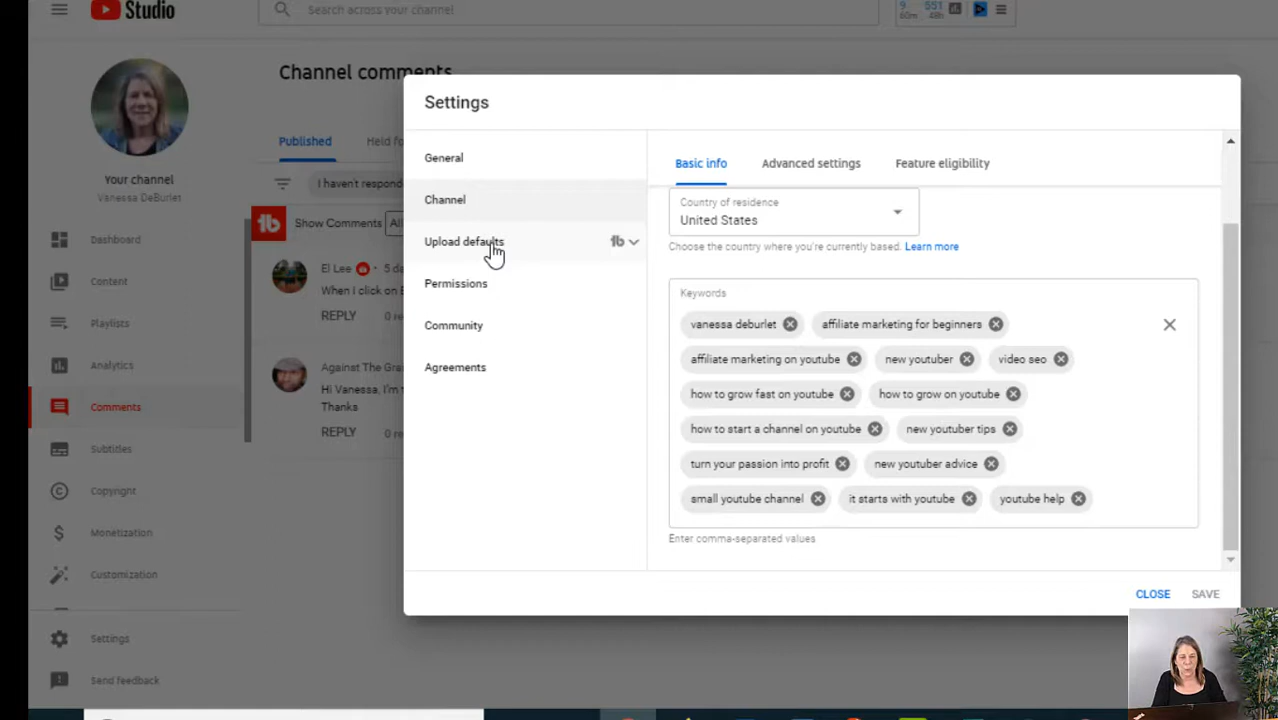 Studio
Search across your channel
9 551
60m 48h
Channel comments
Published
Held fo
I haven't respond
Show Comments
All
Your channel
Vanessa DeBurlet
Dashboard
Content
Playlists
Analytics
Comments
Subtitles
Copyright
Monetization
Customization
Settings
Send feedback
El Lee • 5 da
When I click on E
REPLY 0 re
Against The Gra
Hi Vanessa, I'm t
Thanks
REPLY 0 re
Settings
General
Channel
Upload defaults
tb
Permissions
Community
Agreements
Basic info Advanced settings Feature eligibility
Country of residence
United States
Choose the country where you're currently based. Learn more
Keywords
vanessa deburlet affiliate marketing for beginners
affiliate marketing on youtube new youtuber video seo
how to grow fast on youtube how to grow on youtube
how to start a channel on youtube new youtuber tips
turn your passion into profit new youtuber advice
small youtube channel it starts with youtube youtube help
Enter comma-separated values
CLOSE SAVE